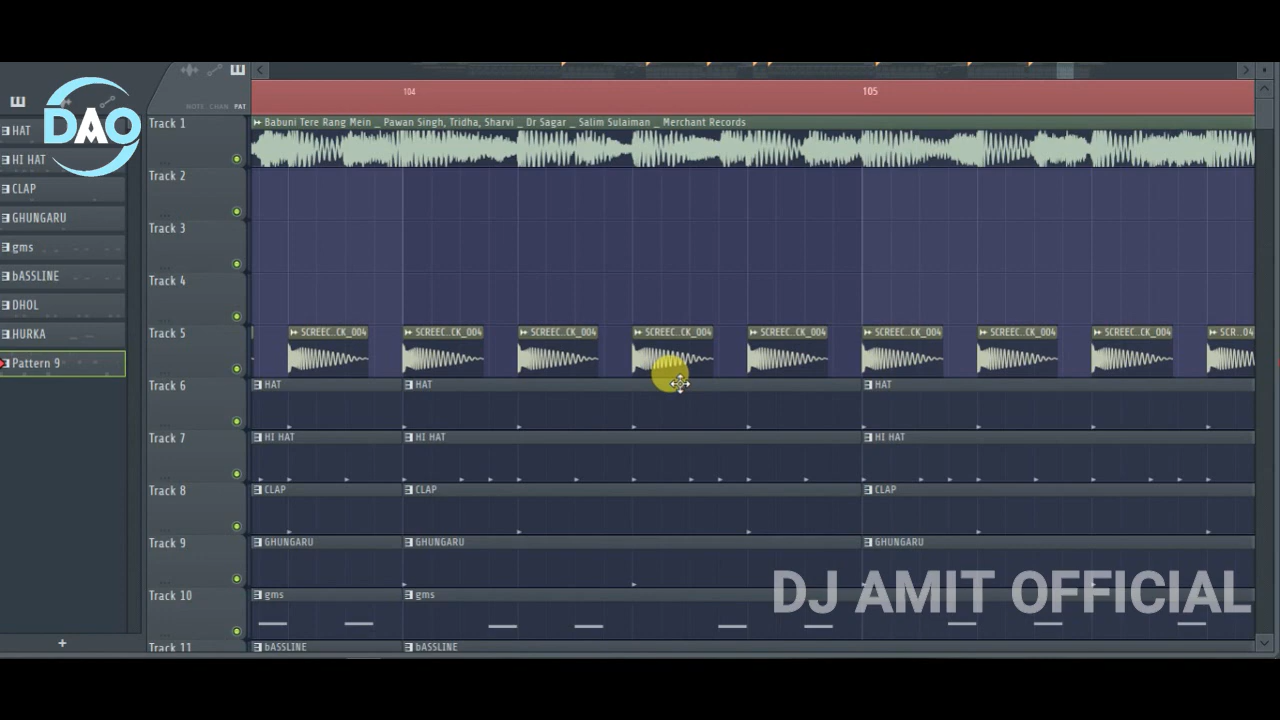 DAO
104
105
NOTE CHAN PAT
Track 1
Babuni Tere Rang Mein _ Pawan Singh, Tridha, Sharvi _ Dr Sagar _ Salim Sulaiman _ Merchant Records
HAT
HI HAT
CLAP
GHUNGARU
gms
bASSLINE
DHOL
HURKA
Pattern 9
+
Track 2
Track 3
Track 4
Track 5
SCREEC..CK_004 SCREEC..CK_004 SCREEC..CK_004 SCREEC..CK_004 SCREEC..CK_004 SCREEC..CK_004 SCREEC..CK_004 SCREEC..CK_004 SCR..04
Track 6 HAT HAT HAT
Track 7 HI HAT HI HAT HI HAT
Track 8 CLAP CLAP CLAP
Track 9 GHUNGARU GHUNGARU GHUNGARU
Track 10 gms gms
Track 11 bASSLINE bASSLINE
DJ AMIT OFFICIAL